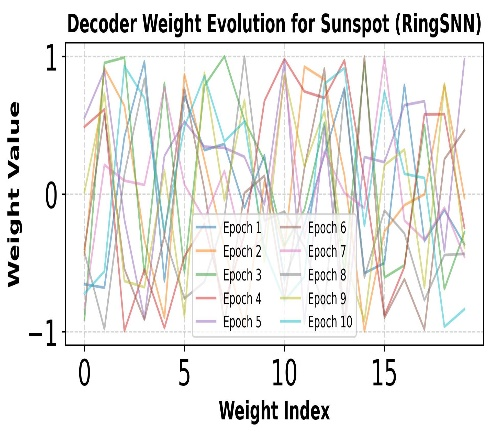 Decoder Weight Evolution for Sunspot (RingSNN)
Weight Value
1
0
−1
Epoch 1
Epoch 2
Epoch 3
Epoch 4
Epoch 5
Epoch 6
Epoch 7
Epoch 8
Epoch 9
Epoch 10
0 5 10 15
Weight Index